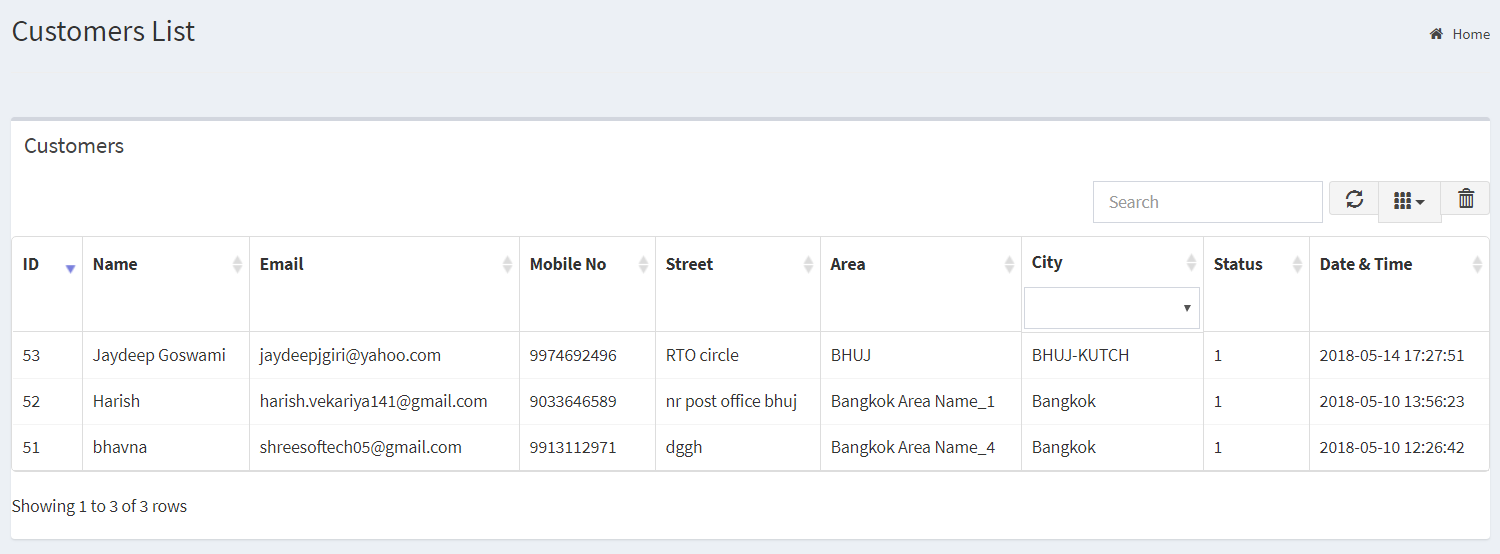 Customers List
Home
Customers
Search
ID Name Email Mobile No Street Area City Status Date & Time
53 Jaydeep Goswami jaydeepjgiri@yahoo.com 9974692496 RTO circle BHUJ BHUJ-KUTCH 1 2018-05-14 17:27:51
52 Harish harish.vekariya141@gmail.com 9033646589 nr post office bhuj Bangkok Area Name_1 Bangkok 1 2018-05-10 13:56:23
51 bhavna shreesoftech05@gmail.com 9913112971 dggh Bangkok Area Name_4 Bangkok 1 2018-05-10 12:26:42
Showing 1 to 3 of 3 rows